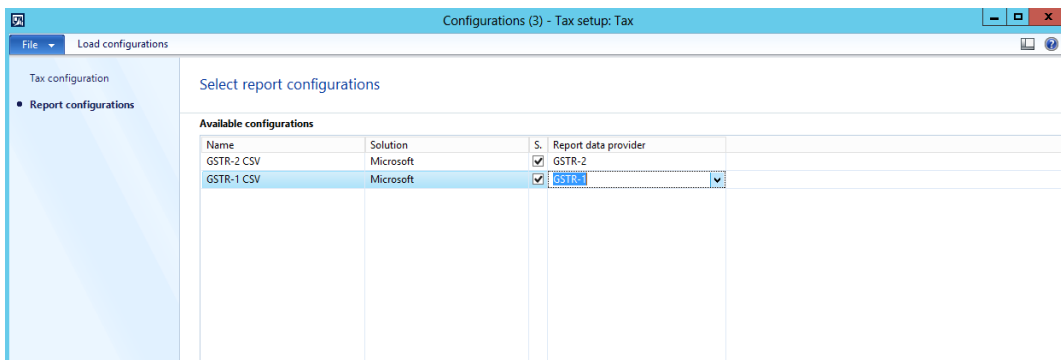 Configurations (3) - Tax setup: Tax
File Load configurations
Tax configuration
Report configurations
Select report configurations
Available configurations
Name Solution S. Report data provider
GSTR-2 CSV Microsoft GSTR-2
GSTR-1 CSV Microsoft GSTR-1